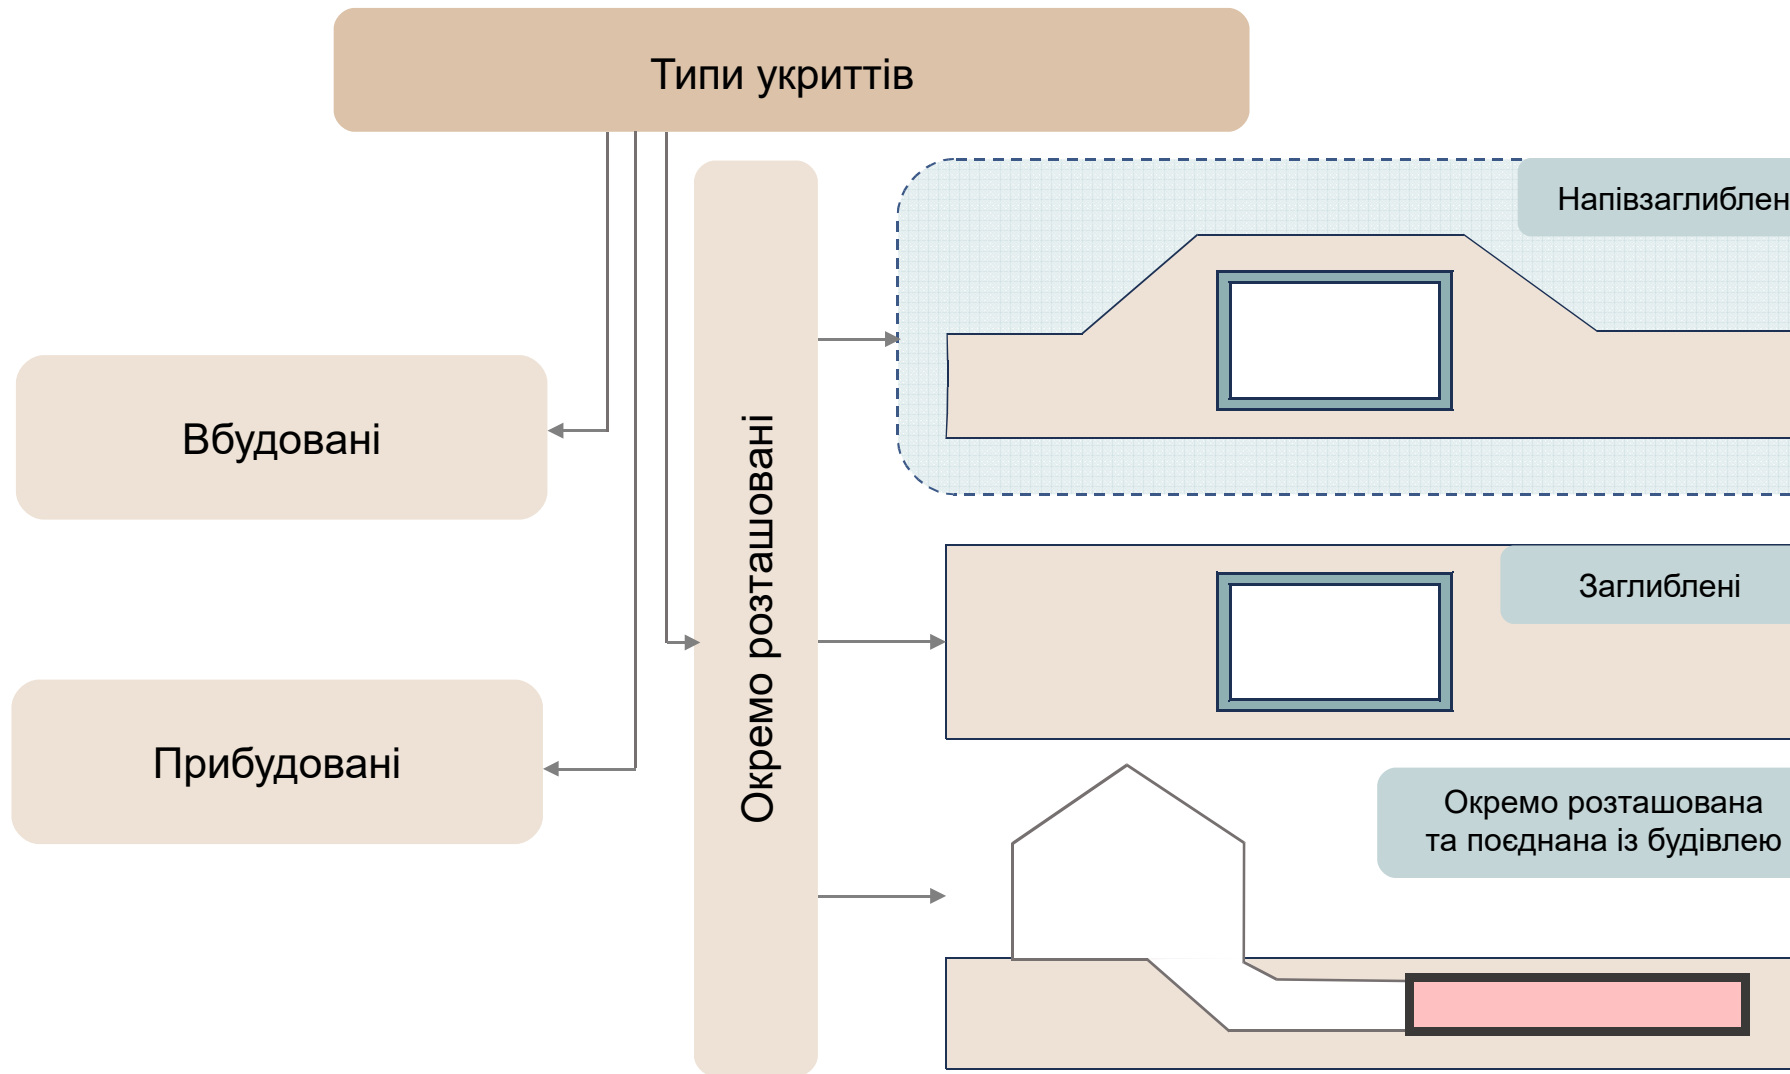 Типи укриттів
Вбудовані
Прибудовані
Окремо розташовані
Напівзаглиблен
Заглиблені
Окремо розташована
та поєднана із будівлею